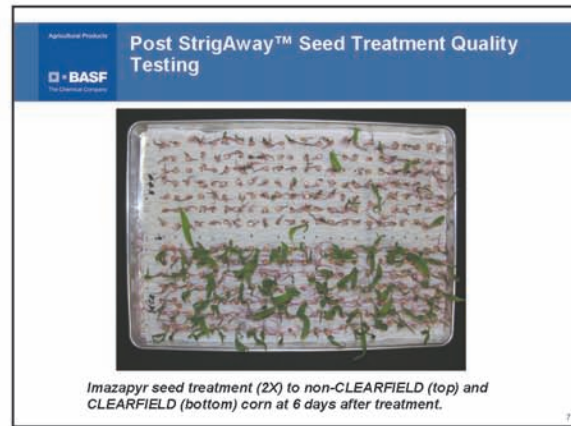 Agricultural Products
BASF
The Chemical Company
Post StrigAway™ Seed Treatment Quality
Testing
Imazapyr seed treatment (2X) to non-CLEARFIELD (top) and
CLEARFIELD (bottom) corn at 6 days after treatment.
7